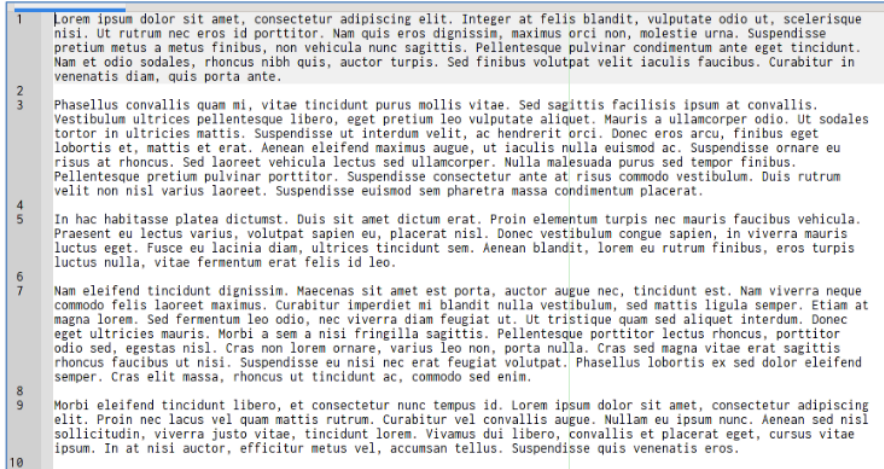 1 Lorem ipsum dolor sit amet, consectetur adipiscing elit. Integer at felis blandit, vulputate odio ut, scelerisque
nisi. Ut rutrum nec eros id porttitor. Nam quis eros dignissim, maximus orci non, molestie urna. Suspendisse
pretium metus a metus finibus, non vehicula nunc sagittis. Pellentesque pulvinar condimentum ante eget tincidunt.
Nam et odio sodales, rhoncus nibh quis, auctor turpis. Sed finibus volutpat velit iaculis faucibus. Curabitur in
venenatis diam, quis porta ante.
2
3 Phasellus convallis quam mi, vitae tincidunt purus mollis vitae. Sed sagittis facilisis ipsum at convallis.
Vestibulum ultrices pellentesque libero, eget pretium leo vulputate aliquet. Mauris a ullamcorper odio. Ut sodales
tortor in ultricies mattis. Suspendisse ut interdum velit, ac hendrerit orci. Donec eros arcu, finibus eget
lobortis et, mattis et erat. Aenean eleifend maximus augue, ut iaculis nulla euismod ac. Suspendisse ornare eu
risus at rhoncus. Sed laoreet vehicula lectus sed ullamcorper. Nulla malesuada purus sed tempor finibus.
Pellentesque pretium pulvinar porttitor. Suspendisse consectetur ante at risus commodo vestibulum. Duis rutrum
velit non nisl varius laoreet. Suspendisse euismod sem pharetra massa condimentum placerat.
4
5 In hac habitasse platea dictumst. Duis sit amet dictum erat. Proin elementum turpis nec mauris faucibus vehicula.
Praesent eu lectus varius, volutpat sapien eu, placerat nisl. Donec vestibulum congue sapien, in viverra mauris
luctus eget. Fusce eu lacinia diam, ultrices tincidunt sem. Aenean blandit, lorem eu rutrum finibus, eros turpis
luctus nulla, vitae fermentum erat felis id leo.
6
7 Nam eleifend tincidunt dignissim. Maecenas sit amet est porta, auctor augue nec, tincidunt est. Nam viverra neque
commodo felis laoreet maximus. Curabitur imperdiet mi blandit nulla vestibulum, sed mattis ligula semper. Etiam at
magna lorem. Sed fermentum leo odio, nec viverra diam feugiat ut. Ut tristique quam sed aliquet interdum. Donec
eget ultricies mauris. Morbi a sem a nisi fringilla sagittis. Pellentesque porttitor lectus rhoncus, porttitor
odio sed, egestas nisl. Cras non lorem ornare, varius leo non, porta nulla. Cras sed magna vitae erat sagittis
rhoncus faucibus ut nisi. Suspendisse eu nisi nec erat feugiat volutpat. Phasellus lobortis ex sed dolor eleifend
semper. Cras elit massa, rhoncus ut tincidunt ac, commodo sed enim.
8
9 Morbi eleifend tincidunt libero, et consectetur nunc tempus id. Lorem ipsum dolor sit amet, consectetur adipiscing
elit. Proin nec lacus vel quam mattis rutrum. Curabitur vel convallis augue. Nullam eu ipsum nunc. Aenean sed nisl
sollicitudin, viverra justo vitae, tincidunt lorem. Vivamus dui libero, convallis et placerat eget, cursus vitae
ipsum. In at nisi auctor, efficitur metus vel, accumsan tellus. Suspendisse quis venenatis eros.
10